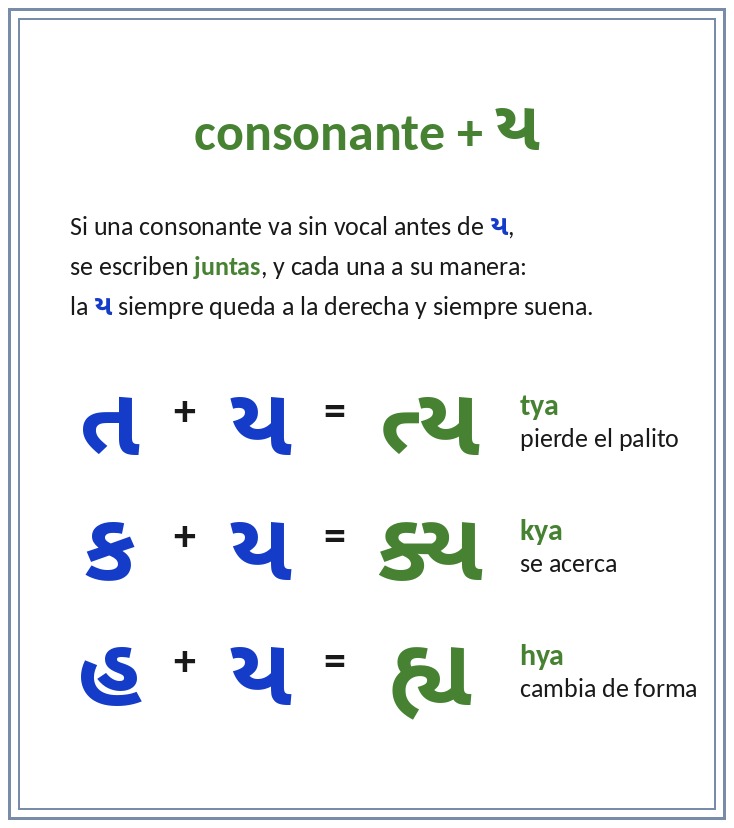 consonante + ય
Si una consonante va sin vocal antes de ય,
se escriben juntas, y cada una a su manera:
la ય siempre queda a la derecha y siempre suena.
ત + ય = ત્ય tya
pierde el palito
ક + ય = ક્ય kya
se acerca
હ + ય = હ્ય hya
cambia de forma